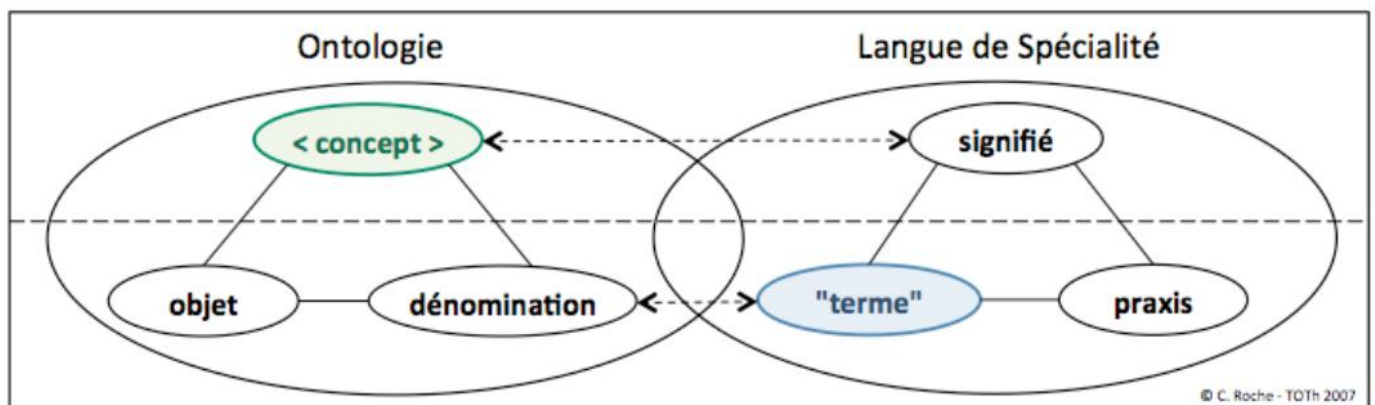 Ontologie
Langue de Spécialité
< concept >
signifié
objet
dénomination
"terme"
praxis
© C. Roche - TOTh 2007